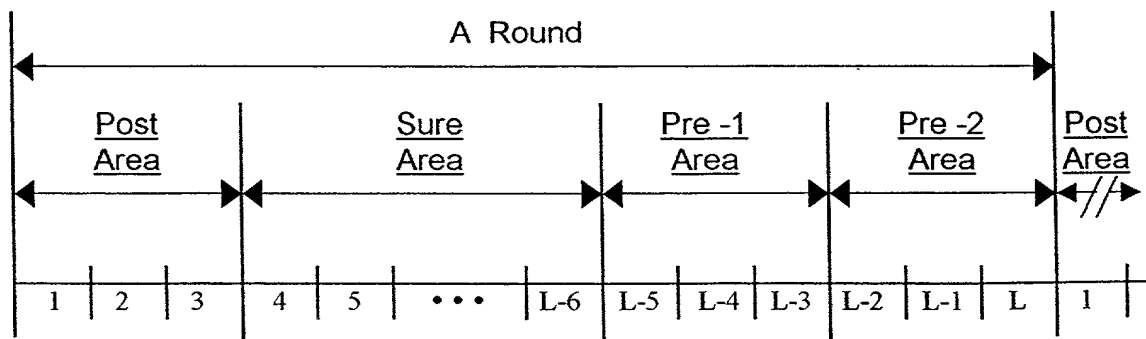 A Round
Post Area
Sure Area
Pre -1 Area
Pre -2 Area
Post Area
1 2 3 4 5 ••• L-6 L-5 L-4 L-3 L-2 L-1 L 1